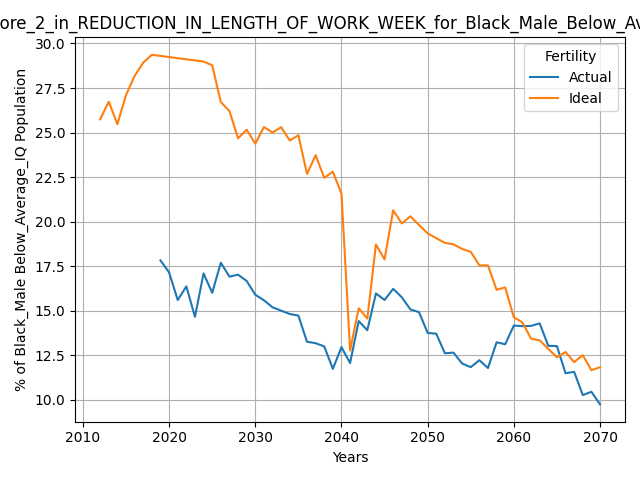 ore_2_in_REDUCTION_IN_LENGTH_OF_WORK_WEEK_for_Black_Male_Below_Av
30.0
27.5
25.0
22.5
20.0
17.5
15.0
12.5
10.0
% of Black_Male Below_Average_IQ Population
Fertility
Actual
Ideal
2010 2020 2030 2040 2050 2060 2070
Years